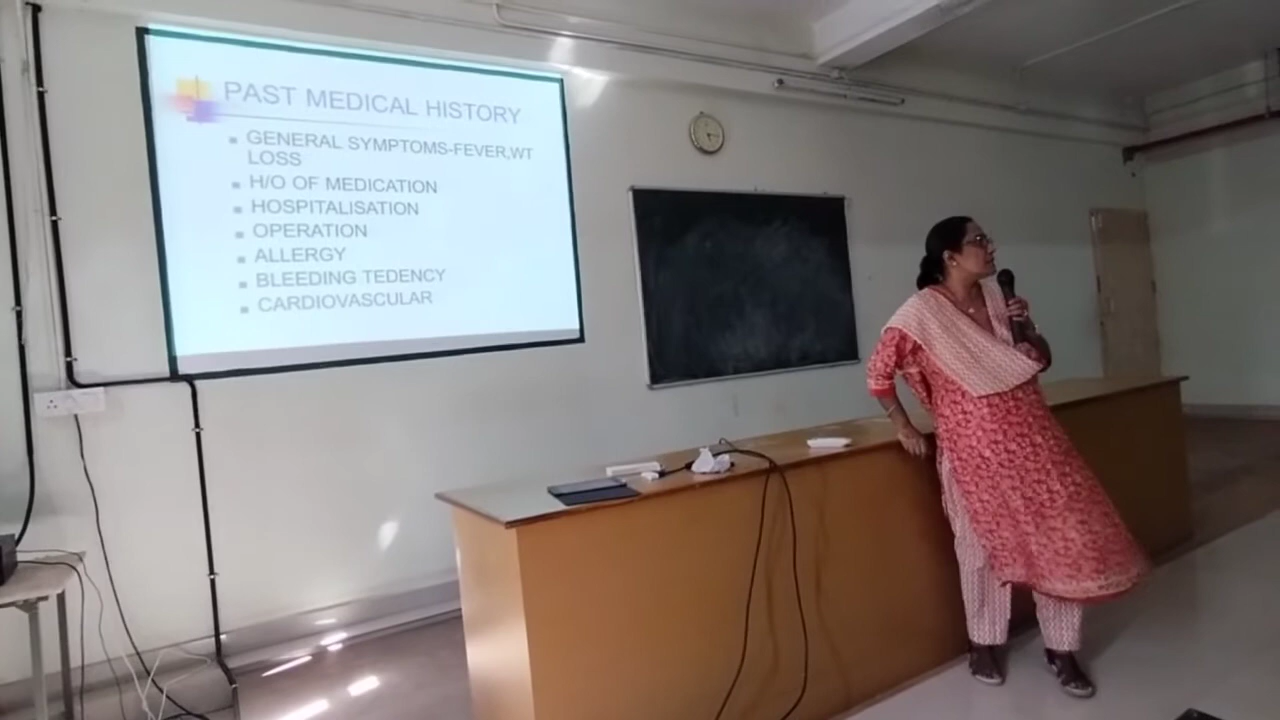 PAST MEDICAL HISTORY
GENERAL SYMPTOMS-FEVER,WT
LOSS
H/O OF MEDICATION
HOSPITALISATION
OPERATION
ALLERGY
BLEEDING TEDENCY
CARDIOVASCULAR